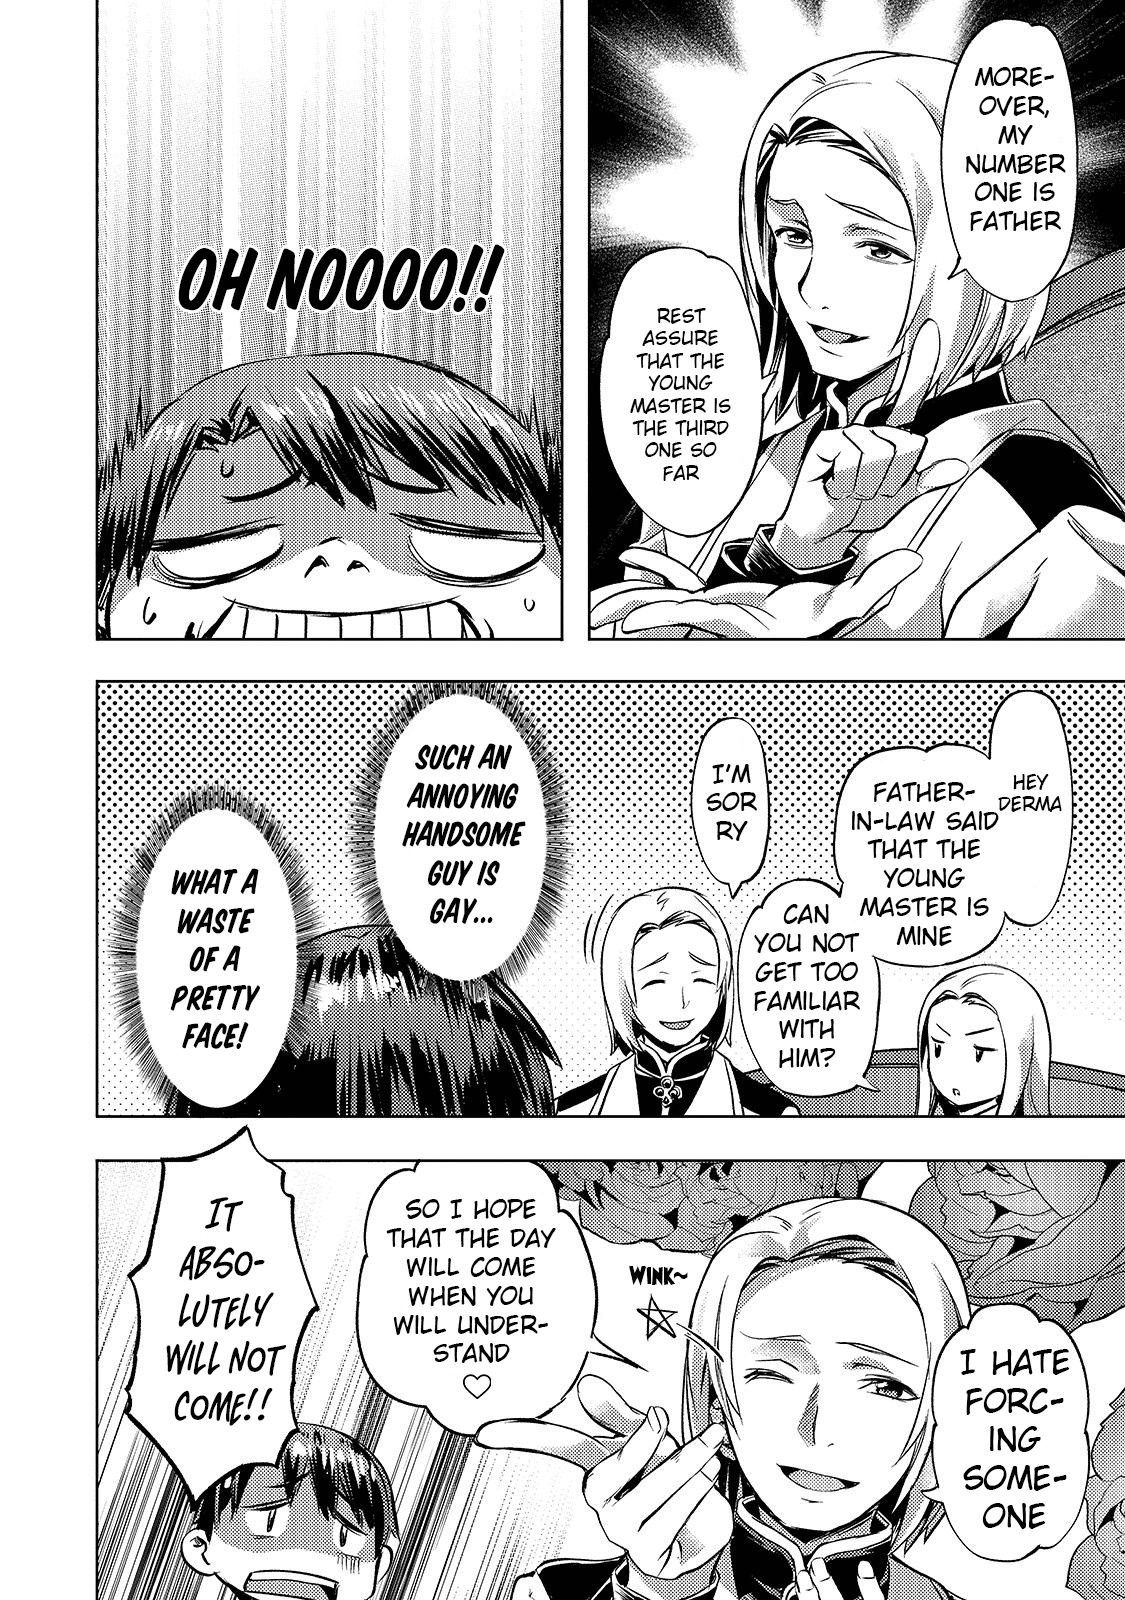 MORE-
OVER,
MY
NUMBER
ONE IS
FATHER
REST
ASSURE
THAT THE
YOUNG
MASTER IS
THE THIRD
ONE SO
FAR
OH NOOOO!!
HEY
DERMA
FATHER-
IN-LAW SAID
THAT THE
YOUNG
MASTER IS
MINE
CAN
YOU NOT
GET TOO
FAMILIAR
WITH
HIM?
I'M
SOR
RY
SUCH AN
ANNOYING
HANDSOME
GUY IS
GAY...
WHAT A
WASTE
OF A
PRETTY
FACE!
I HATE
FORC-
ING
SOME-
ONE
WINK~
SO I HOPE
THAT THE DAY
WILL COME
WHEN YOU
WILL UNDER-
STAND
♡
IT
ABSO-
LUTELY
WILL NOT
COME!!